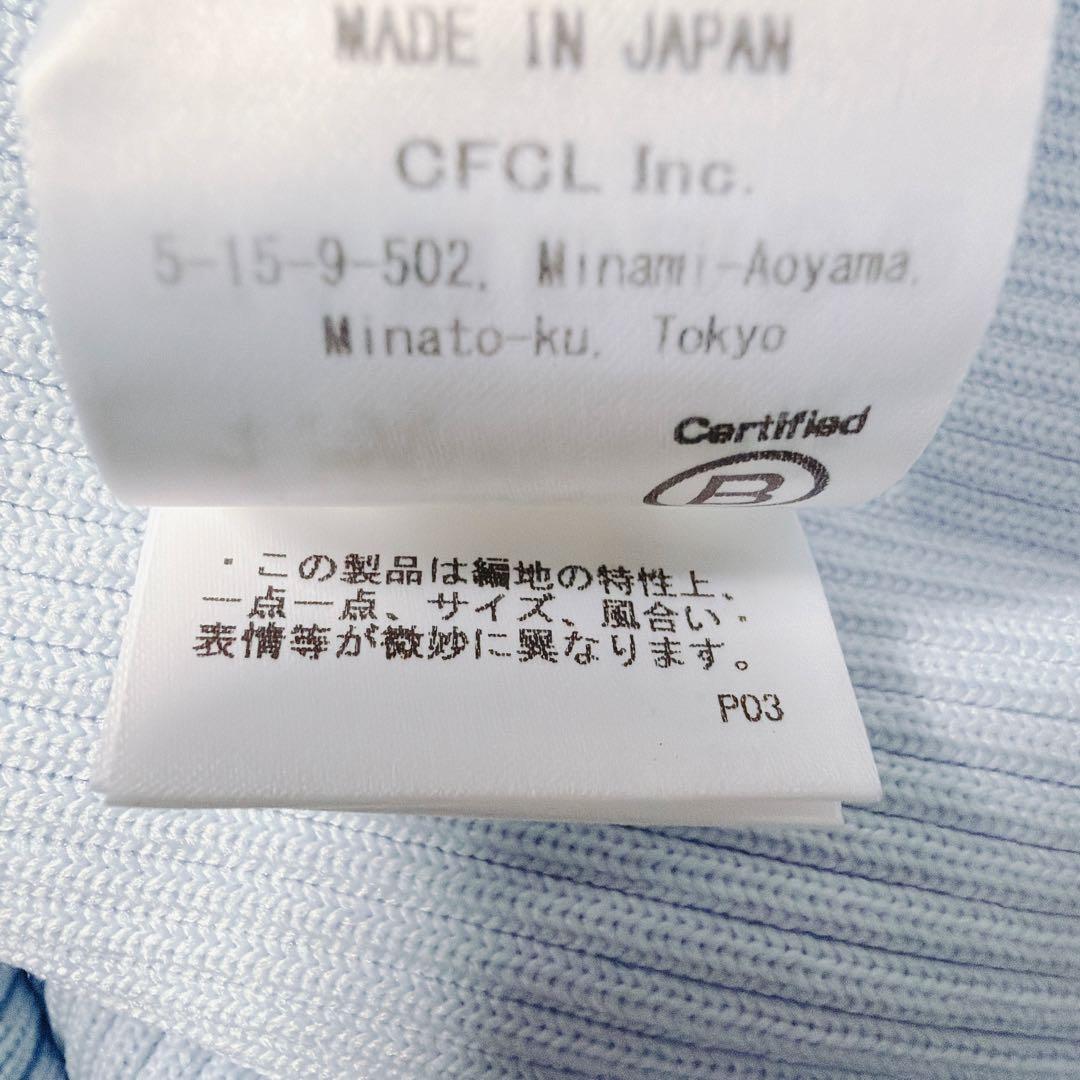 MADE IN JAPAN
CFCL Inc.
5-15-9-502, Minami-Aoyama,
Minato-ku, Tokyo
Certified
B
・この製品は編地の特性上、
一点一点、サイズ、風合い・
表情等が微妙に異なります。
P03